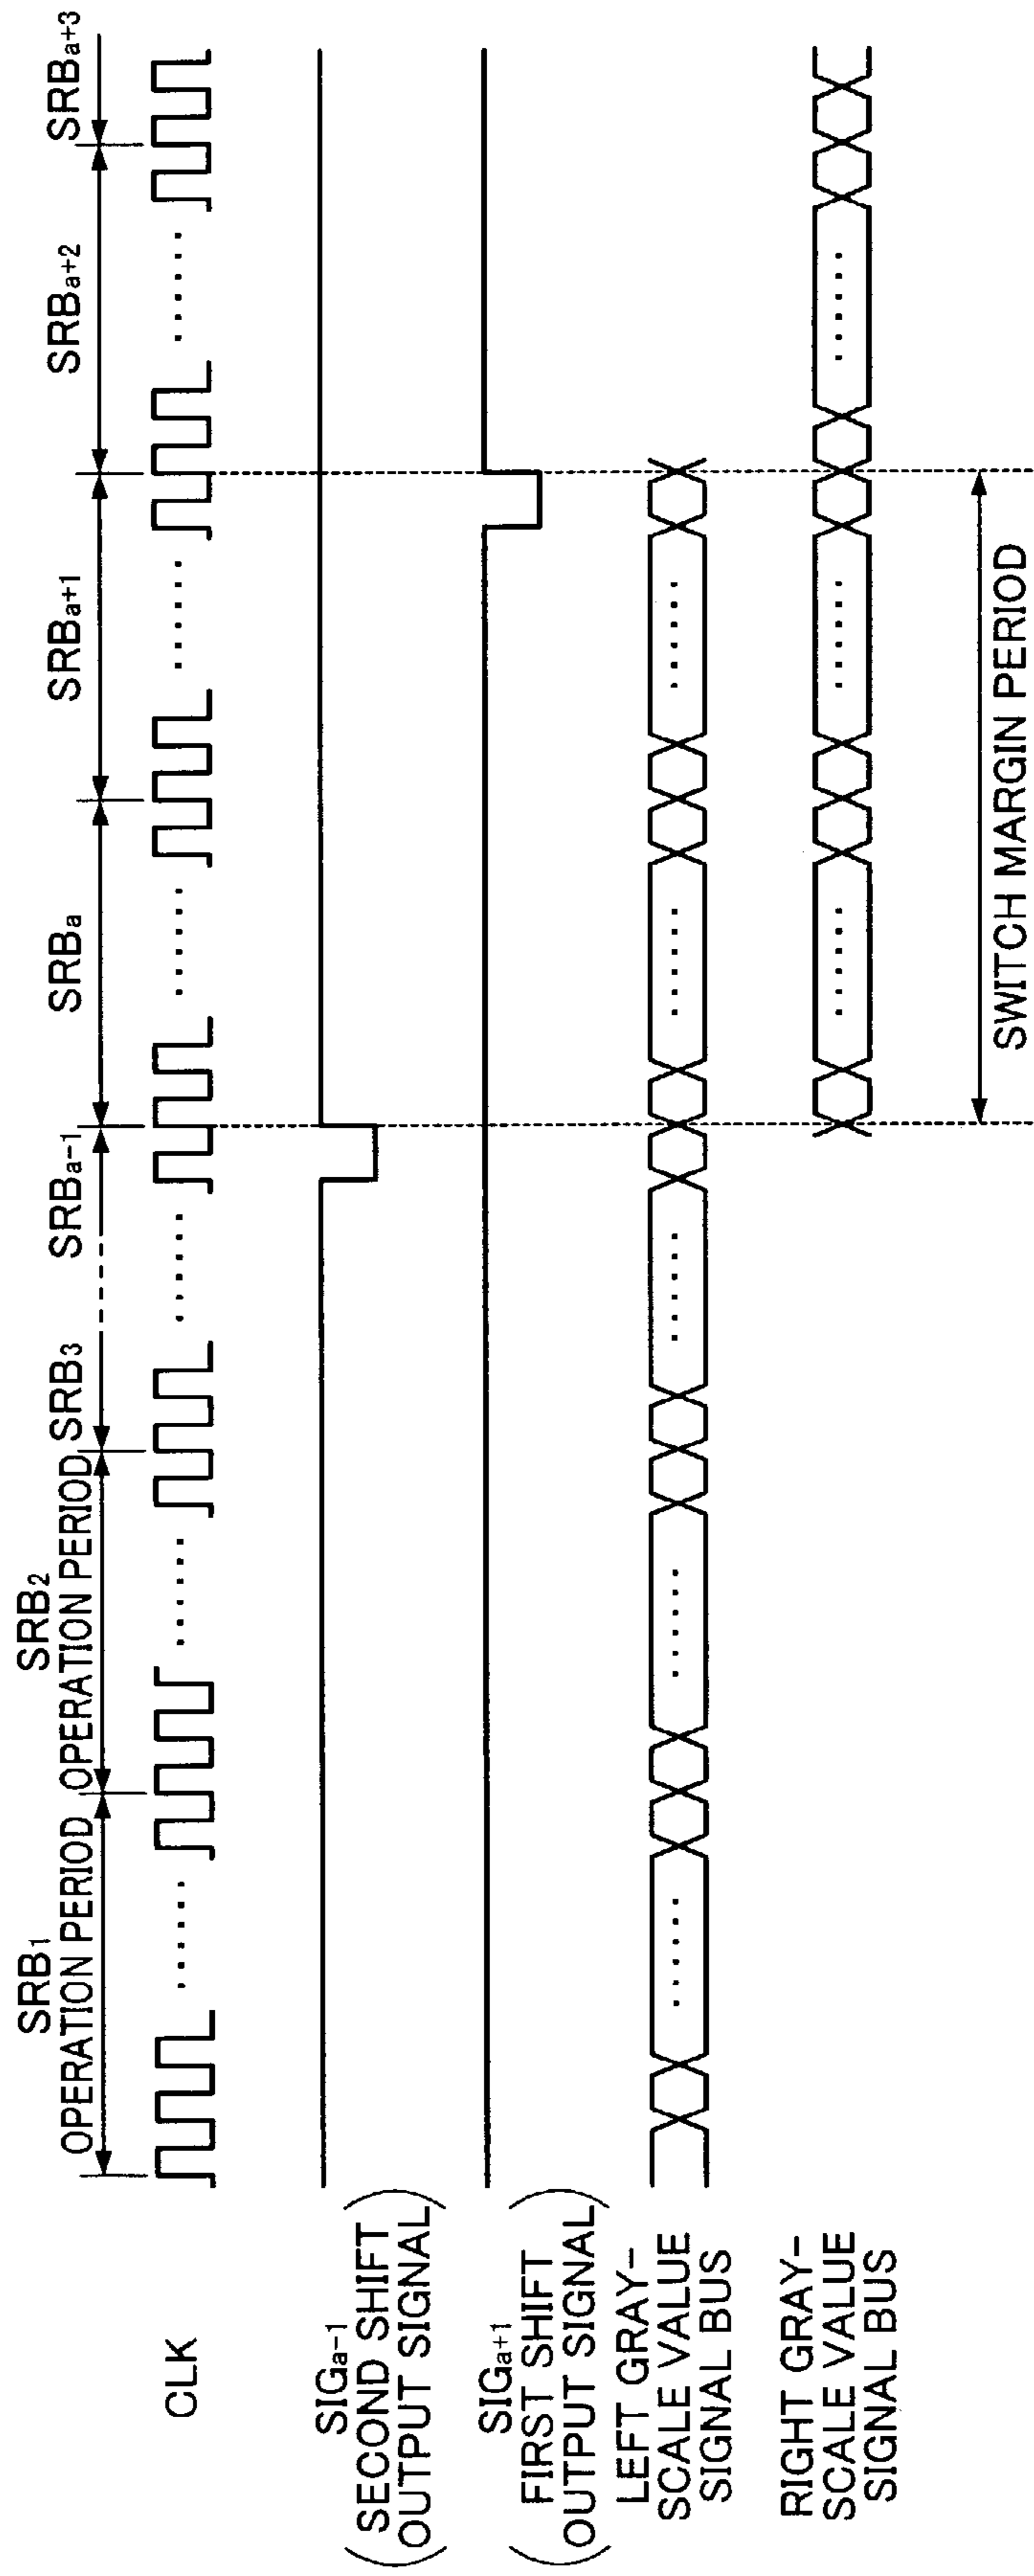 SRB1
OPERATION PERIOD
SRB2
OPERATION PERIOD
SRB3
SRBa-1
SRBa
SRBa+1
SRBa+2
SRBa+3
CLK
SIGa-1
(SECOND SHIFT
OUTPUT SIGNAL)
SIGa+1
(FIRST SHIFT
OUTPUT SIGNAL)
LEFT GRAY-
SCALE VALUE
SIGNAL BUS
RIGHT GRAY-
SCALE VALUE
SIGNAL BUS
SWITCH MARGIN PERIOD